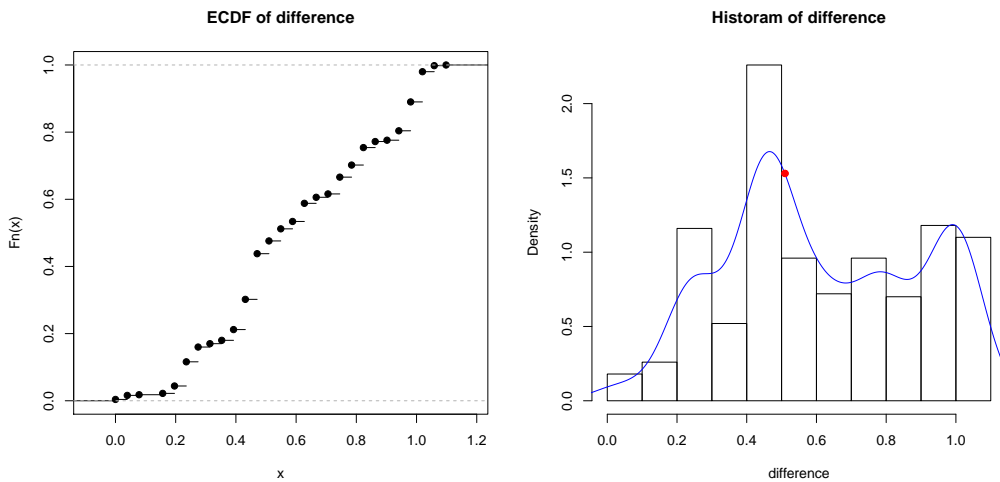 ECDF of difference
Fn(x)
1.0
0.8
0.6
0.4
0.2
0.0
0.0 0.2 0.4 0.6 0.8 1.0 1.2
x
Historam of difference
Density
2.0
1.5
1.0
0.5
0.0
0.0 0.2 0.4 0.6 0.8 1.0
difference